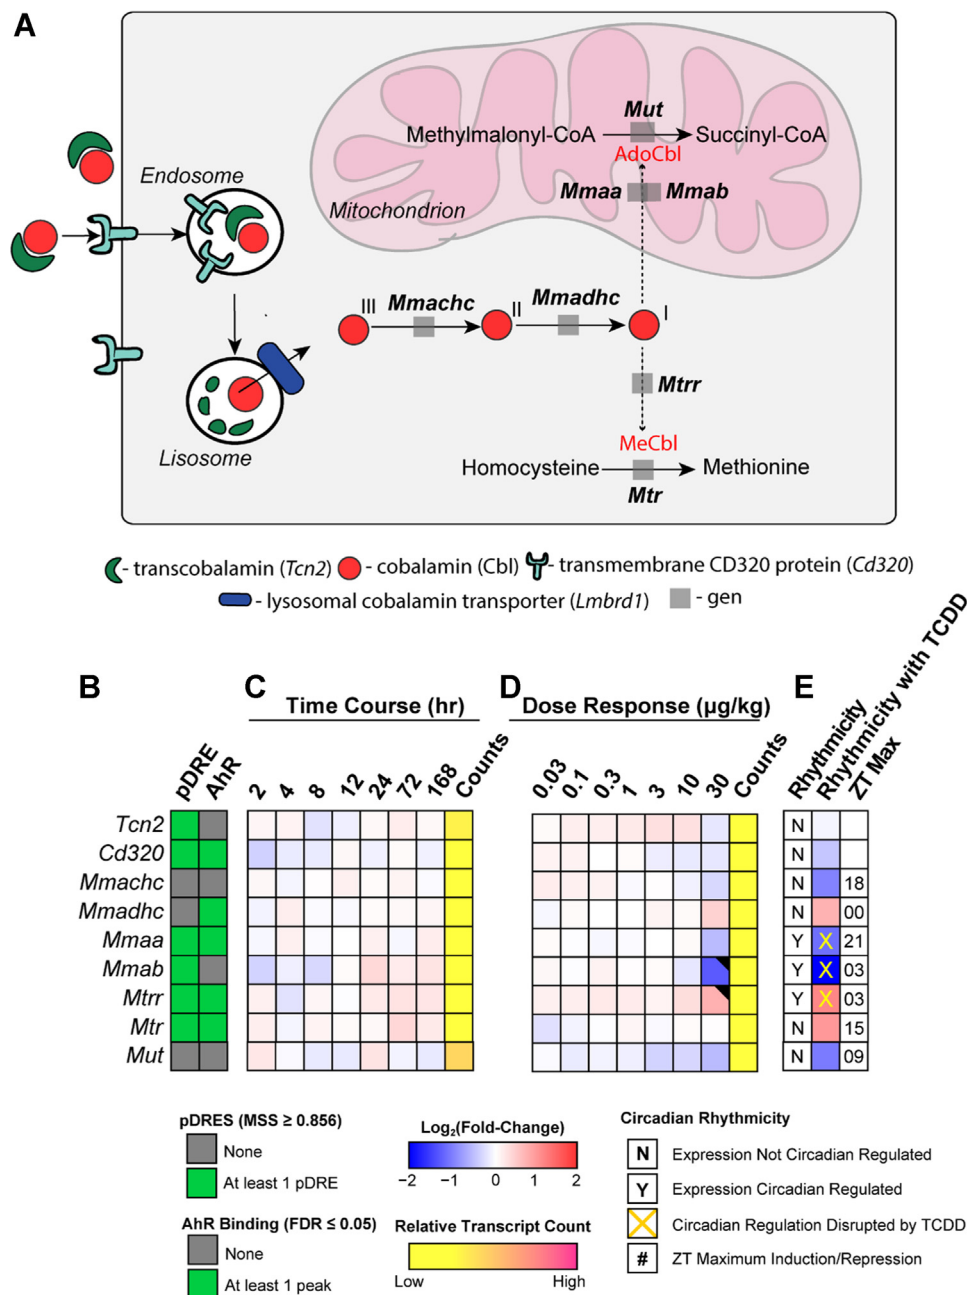 A
Mut
Methylmalonyl-CoA
Succinyl-CoA
AdoCbl
Endosome
Mmaa
Mmab
Mitochondrion
III
Mmachc
II
Mmadhc
I
Mtrr
MeCbl
Lisosome
Homocysteine
Methionine
Mtr
- transcobalamin (Tcn2)
- cobalamin (Cbl)
- transmembrane CD320 protein (Cd320)
- lysosomal cobalamin transporter (Lmbrd1)
- gen
B
C
Time Course (hr)
D
Dose Response (µg/kg)
E
pDRE AhR
2 4 8 12 24 72 168 Counts
0.03 0.1 0.3 1 3 10 30 Counts
Rhythmicity
Rhythmicity with TCDD
ZT Max
Tcn2 N
Cd320 N
Mmachc N 18
Mmadhc N 00
Mmaa Y X 21
Mmab Y X 03
Mtrr Y X 03
Mtr N 15
Mut N 09
pDRES (MSS ≥ 0.856)
None
At least 1 pDRE
AhR Binding (FDR ≤ 0.05)
None
At least 1 peak
Log2(Fold-Change)
−2 −1 0 1 2
Relative Transcript Count
Low High
Circadian Rhythmicity
N Expression Not Circadian Regulated
Y Expression Circadian Regulated
X Circadian Regulation Disrupted by TCDD
# ZT Maximum Induction/Repression